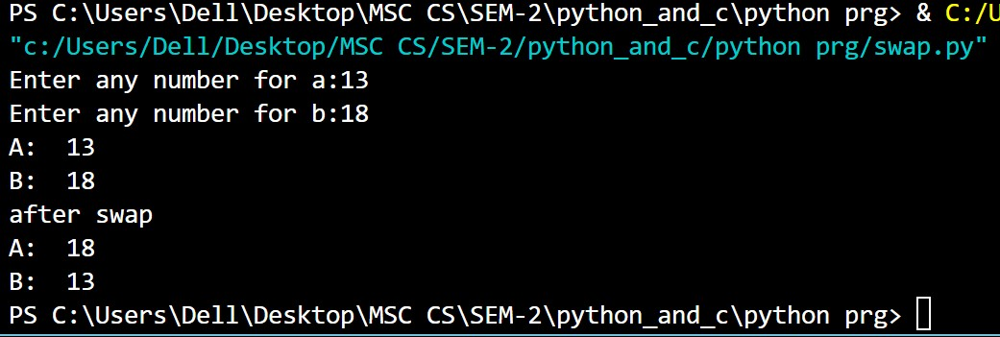 PS C:\Users\Dell\Desktop\MSC CS\SEM-2\python_and_c\python prg> & C:/U
"c:/Users/Dell/Desktop/MSC CS/SEM-2/python_and_c/python prg/swap.py"
Enter any number for a:13
Enter any number for b:18
A:  13
B:  18
after swap
A:  18
B:  13
PS C:\Users\Dell\Desktop\MSC CS\SEM-2\python_and_c\python prg>